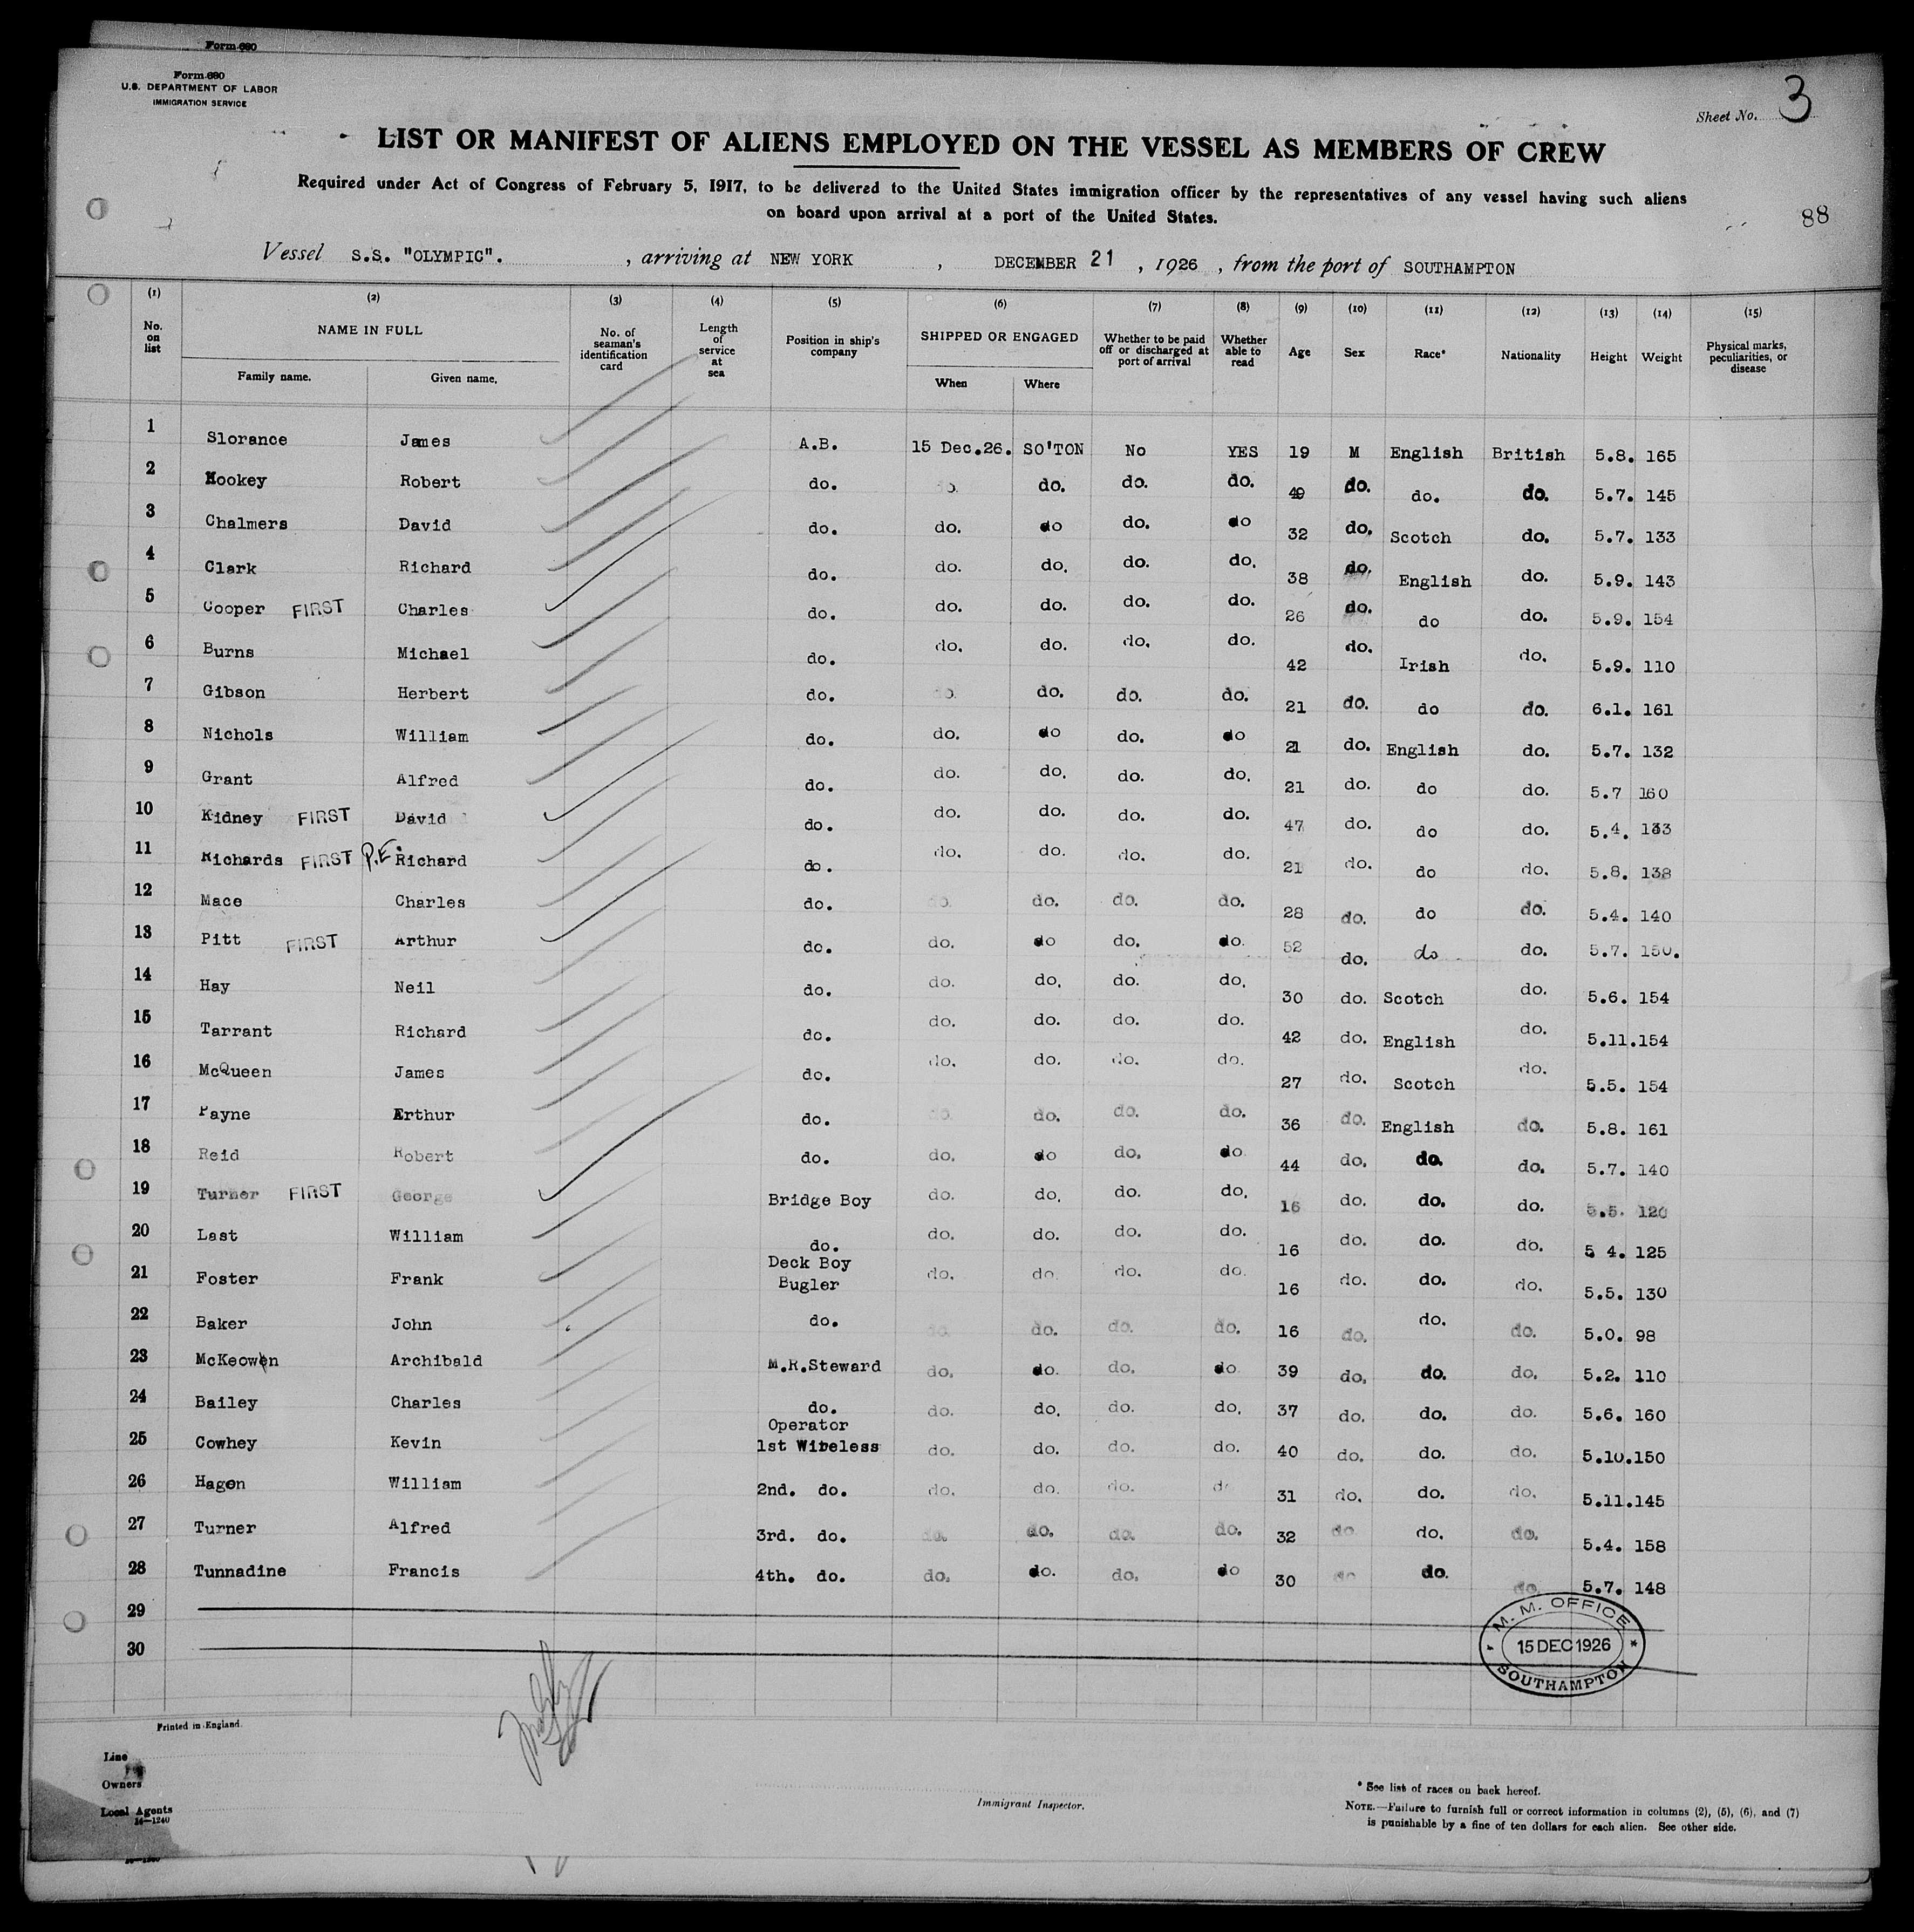 Form 680
Form 680
U.S. DEPARTMENT OF LABOR
IMMIGRATION SERVICE
Sheet No. 3
LIST OR MANIFEST OF ALIENS EMPLOYED ON THE VESSEL AS MEMBERS OF CREW
Required under Act of Congress of February 5, 1917, to be delivered to the United States immigration officer by the representatives of any vessel having such aliens
on board upon arrival at a port of the United States.
88
Vessel S.S. "OLYMPIC". , arriving at NEW YORK , DECEMBER 21 , 1926 , from the port of SOUTHAMPTON
(1) (2) (3) (4) (5) (6) (7) (8) (9) (10) (11) (12) (13) (14) (15)
No. on list NAME IN FULL Family name. Given name. No. of seaman's identification card Length of service at sea Position in ship's company SHIPPED OR ENGAGED When Where Whether to be paid off or discharged at port of arrival Whether able to read Age Sex Race* Nationality Height Weight Physical marks, peculiarities, or disease
1 Slorance James A.B. 15 Dec.26. SO'TON No YES 19 M English British 5.8. 165
2 Hookey Robert do. do. do. do. do. 49 do. do. do. 5.7. 145
3 Chalmers David do. do. do do. do 32 do. Scotch do. 5.7. 133
4 Clark Richard do. do. do. do. do. 38 do. English do. 5.9. 143
5 Cooper FIRST Charles do. do. do. do. do. 26 do. do do. 5.9. 154
6 Burns Michael do. do. do. do. do. 42 do. Irish do. 5.9. 110
7 Gibson Herbert do. do. do. do. do. 21 do. do do. 6.1. 161
8 Nichols William do. do. do do. do 21 do. English do. 5.7. 132
9 Grant Alfred do. do. do. do. do. 21 do. do do. 5.7 160
10 Kidney FIRST David do. do. do. do. do. 47 do. do do. 5.4. 133
11 Richards FIRST P.E. Richard do. do. do. do. do. 21 do. do do. 5.8. 138
12 Mace Charles do. do. do. do. do. 28 do. do do. 5.4. 140
13 Pitt FIRST Arthur do. do. do do. do. 52 do. do do. 5.7. 150.
14 Hay Neil do. do. do. do. do. 30 do. Scotch do. 5.6. 154
15 Tarrant Richard do. do. do. do. do. 42 do. English do. 5.11. 154
16 McQueen James do. do. do. do. do. 27 do. Scotch do. 5.5. 154
17 Payne Arthur do. do. do. do. do. 36 do. English do. 5.8. 161
18 Reid Robert do. do. do do. do 44 do. do. do. 5.7. 140
19 Turner FIRST George Bridge Boy do. do. do. do. 16 do. do. do. 5.5. 120
20 Last William do. do. do. do. do. 16 do. do. do. 5 4. 125
21 Foster Frank Deck Boy Bugler do. do. do. do. 16 do. do. do. 5.5. 130
22 Baker John do. do. do. do. do. 16 do. do. do. 5.0. 98
23 McKeowen Archibald M.R.Steward do. do. do. do 39 do. do. do. 5.2. 110
24 Bailey Charles do. do. do. do. do. 37 do. do. do. 5.6. 160
25 Cowhey Kevin Operator 1st Wireless do. do. do. do. 40 do. do. do. 5.10. 150
26 Hagen William 2nd. do. do. do. do. do 31 do. do. do. 5.11. 145
27 Turner Alfred 3rd. do. do. do. do. do. 32 do do. do. 5.4. 158
28 Tunnadine Francis 4th. do. do. do. do. do 30 do do. do. 5.7. 148
29
30
M. M. OFFICE
15 DEC 1926
SOUTHAMPTON
Printed in England.
Line
Owners
Local Agents
14—1240
Immigrant Inspector.
* See list of races on back hereof.
NOTE.—Failure to furnish full or correct information in columns (2), (5), (6), and (7)
is punishable by a fine of ten dollars for each alien. See other side.